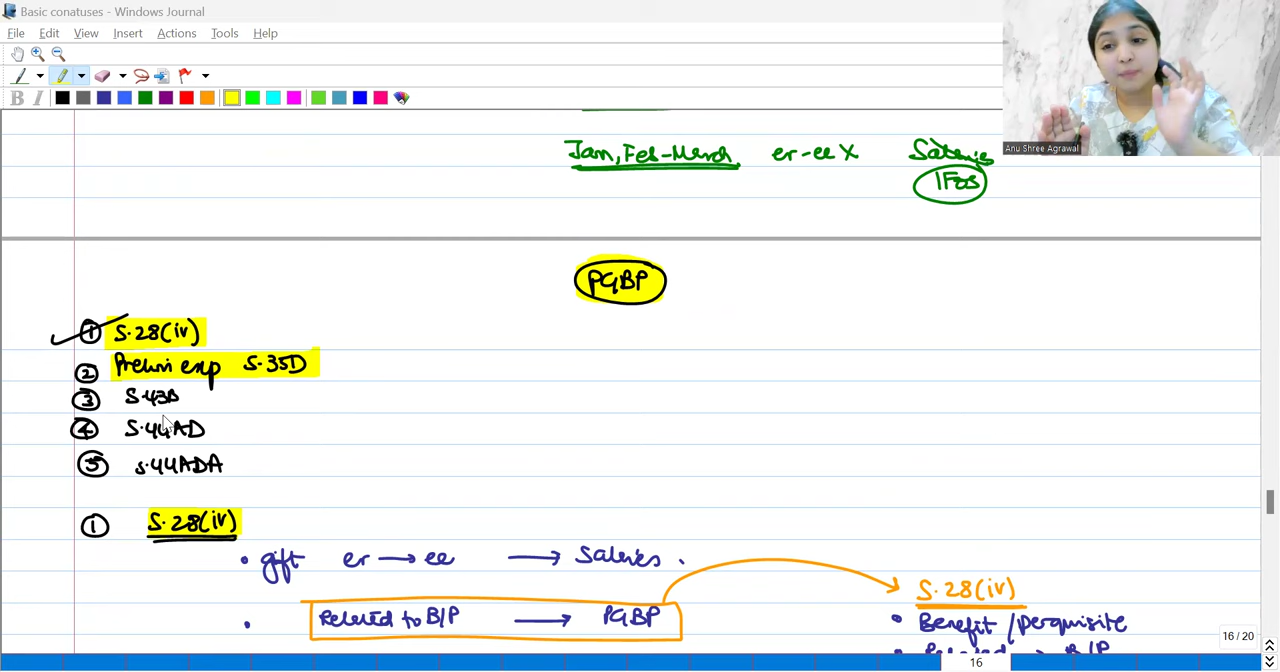 Basic conatuses - Windows Journal
File Edit View Insert Actions Tools Help
B I
Anu Shree Agrawal
Jan, Feb-March er-ee X Salaries
IFOS
PGBP
① S.28(iv)
② Prelim exp S.35D
③ S.43B
④ S.44AD
⑤ S.44ADA
① S.28(iv)
• gift er → ee → Salaries.
• Related to B/P → PGBP
S.28(iv)
• Benefit / perquisite
• Related → B/P
16 / 20
16